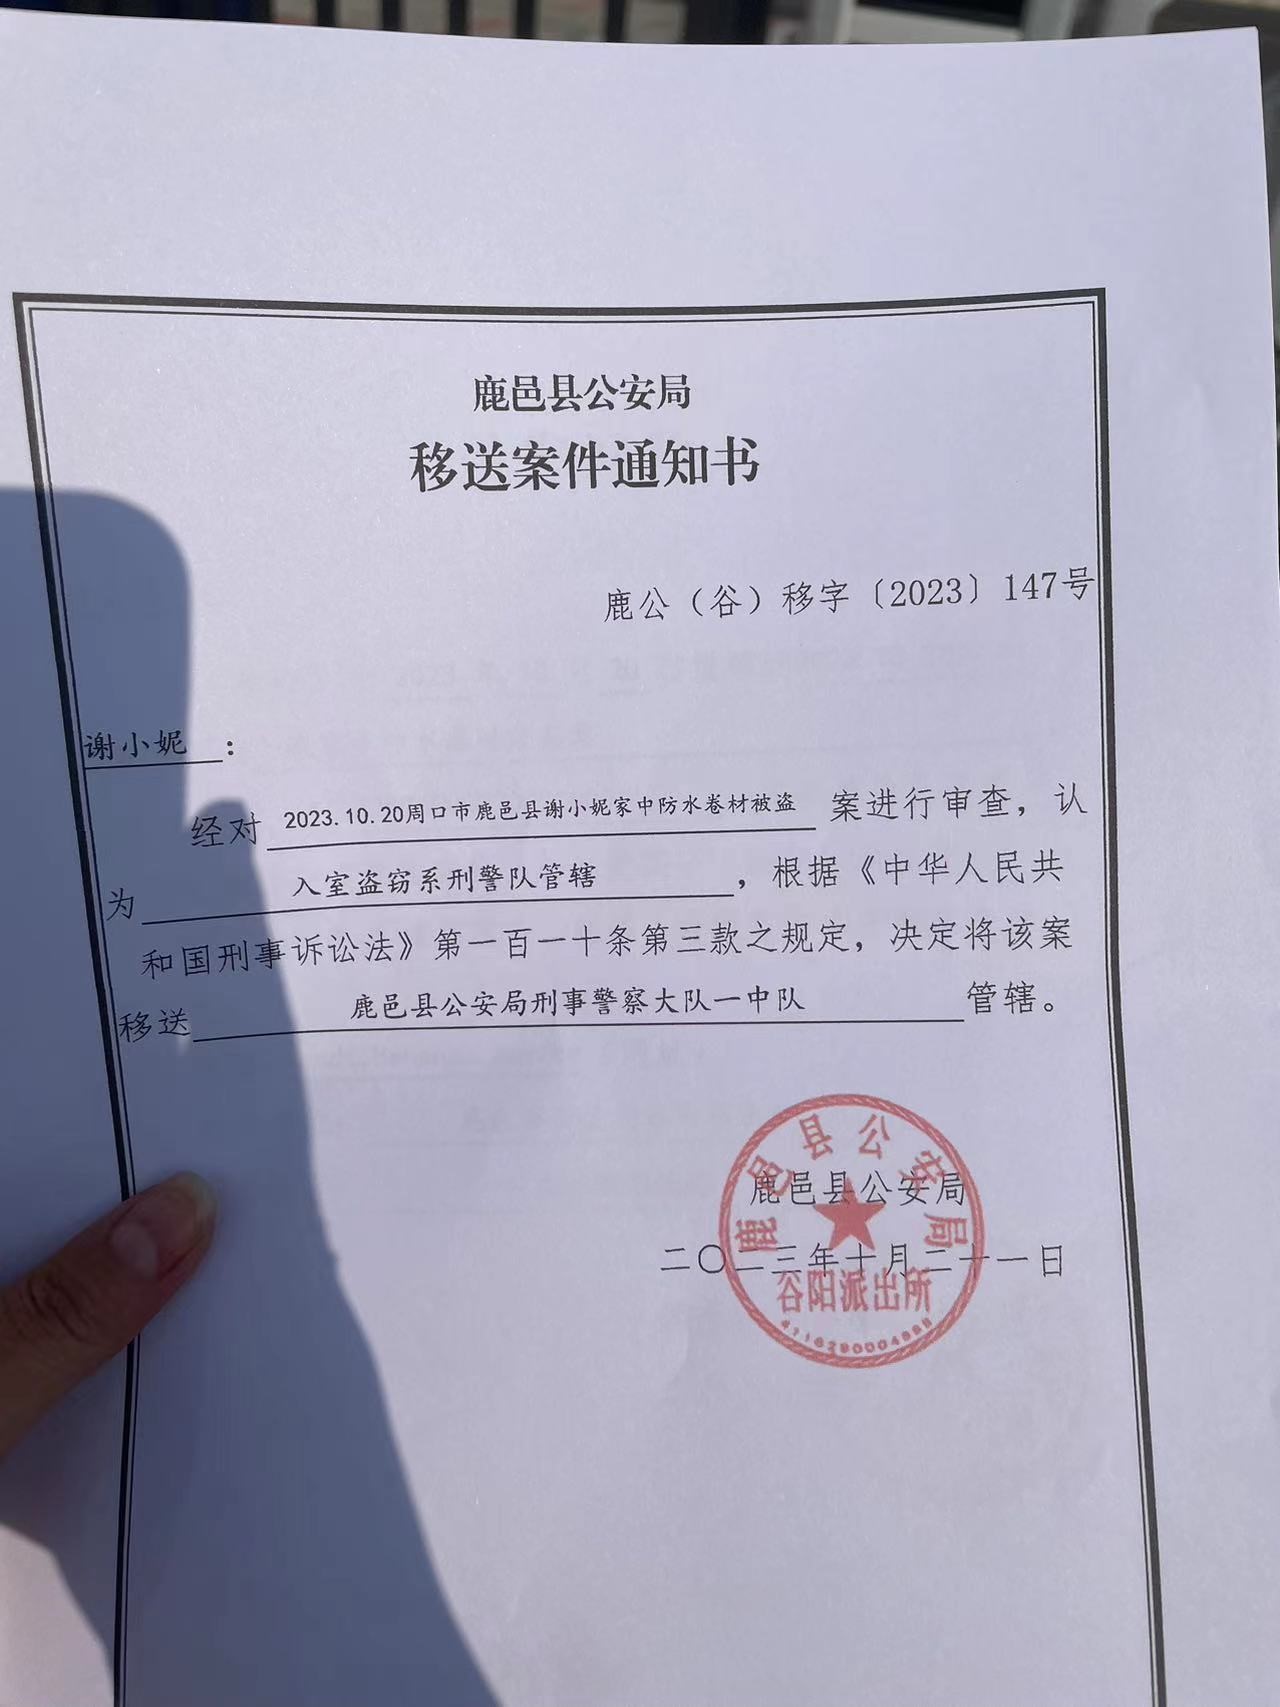 鹿邑县公安局
移送案件通知书
鹿公（谷）移字〔2023〕147号
谢小妮：
经对 2023.10.20周口市鹿邑县谢小妮家中防水卷材被盗 案进行审查，认
为 入室盗窃系刑警队管辖 ，根据《中华人民共
和国刑事诉讼法》第一百一十条第三款之规定，决定将该案
移送 鹿邑县公安局刑事警察大队一中队 管辖。
鹿邑县公安局
鹿邑县公安局
二〇二三年十月二十一日
谷阳派出所